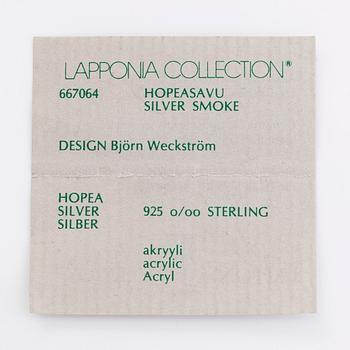 LAPPONIA COLLECTION®
667064 HOPEASAVU
SILVER SMOKE
DESIGN Björn Weckström
HOPEA
SILVER 925 o/oo STERLING
SILBER
akryyli
acrylic
Acryl